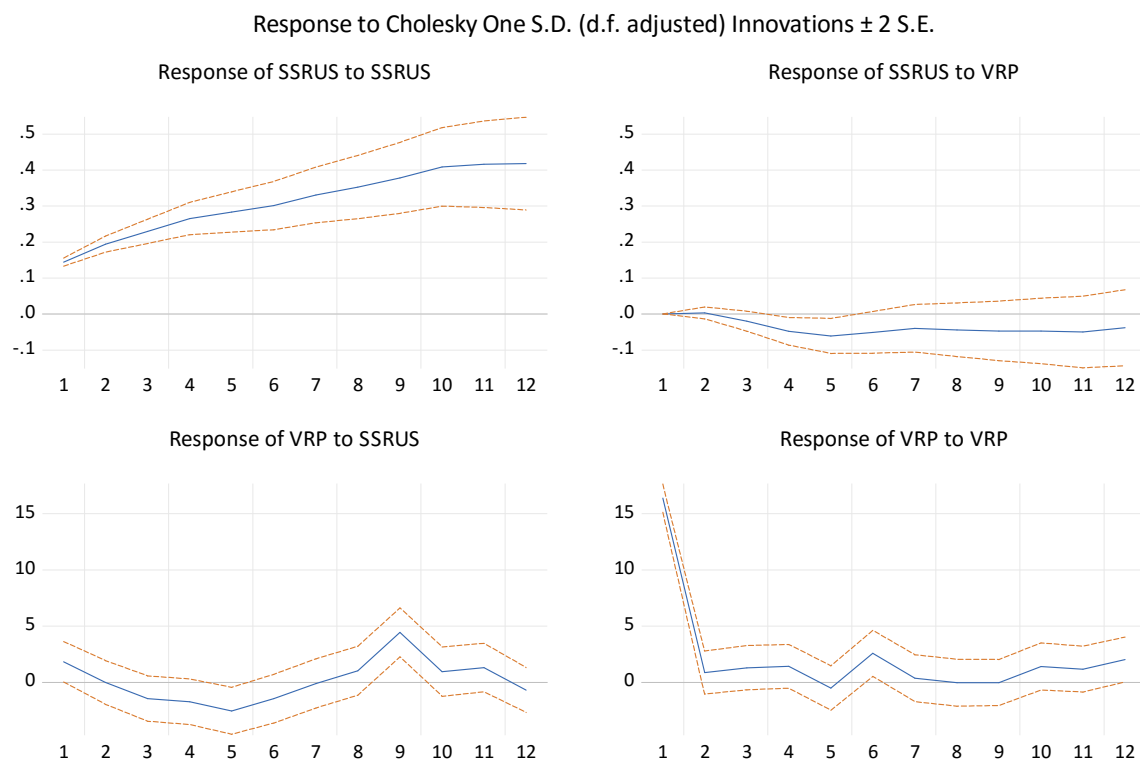 Response to Cholesky One S.D. (d.f. adjusted) Innovations ± 2 S.E.
Response of SSRUS to SSRUS
.5
.4
.3
.2
.1
.0
-.1
1 2 3 4 5 6 7 8 9 10 11 12
Response of SSRUS to VRP
.5
.4
.3
.2
.1
.0
-.1
1 2 3 4 5 6 7 8 9 10 11 12
Response of VRP to SSRUS
15
10
5
0
1 2 3 4 5 6 7 8 9 10 11 12
Response of VRP to VRP
15
10
5
0
1 2 3 4 5 6 7 8 9 10 11 12